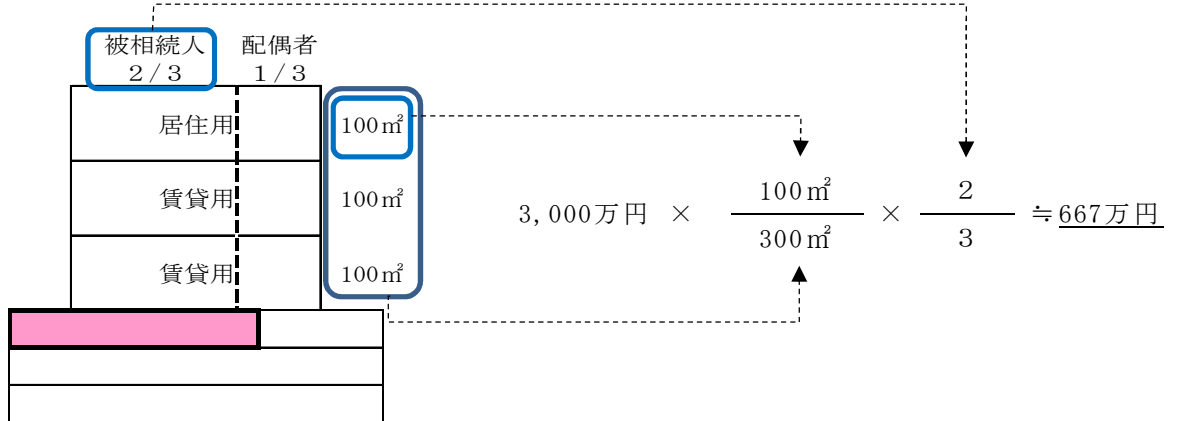 被相続人 配偶者
2/3 1/3
居住用 100㎡
賃貸用 100㎡
賃貸用 100㎡
3,000万円 × 100㎡/300㎡ × 2/3 ≒667万円